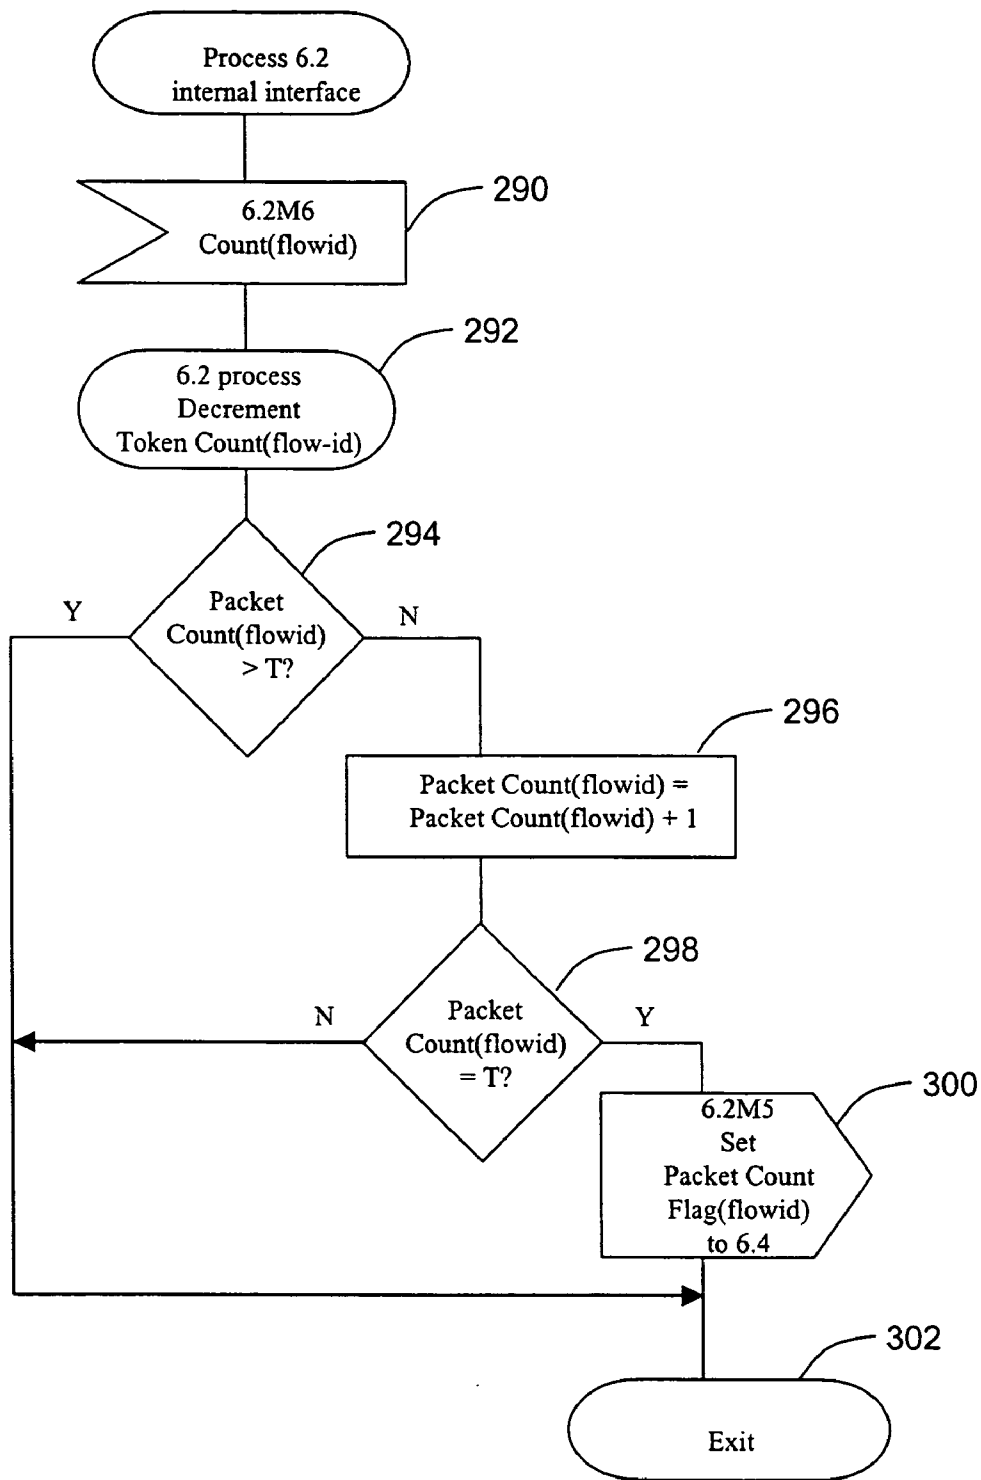 Process 6.2
internal interface
290
6.2M6
Count(flowid)
292
6.2 process
Decrement
Token Count(flow-id)
294
Packet
Count(flowid)
> T?
Y
N
296
Packet Count(flowid) =
Packet Count(flowid) + 1
298
Packet
Count(flowid)
= T?
N
Y
300
6.2M5
Set
Packet Count
Flag(flowid)
to 6.4
302
Exit